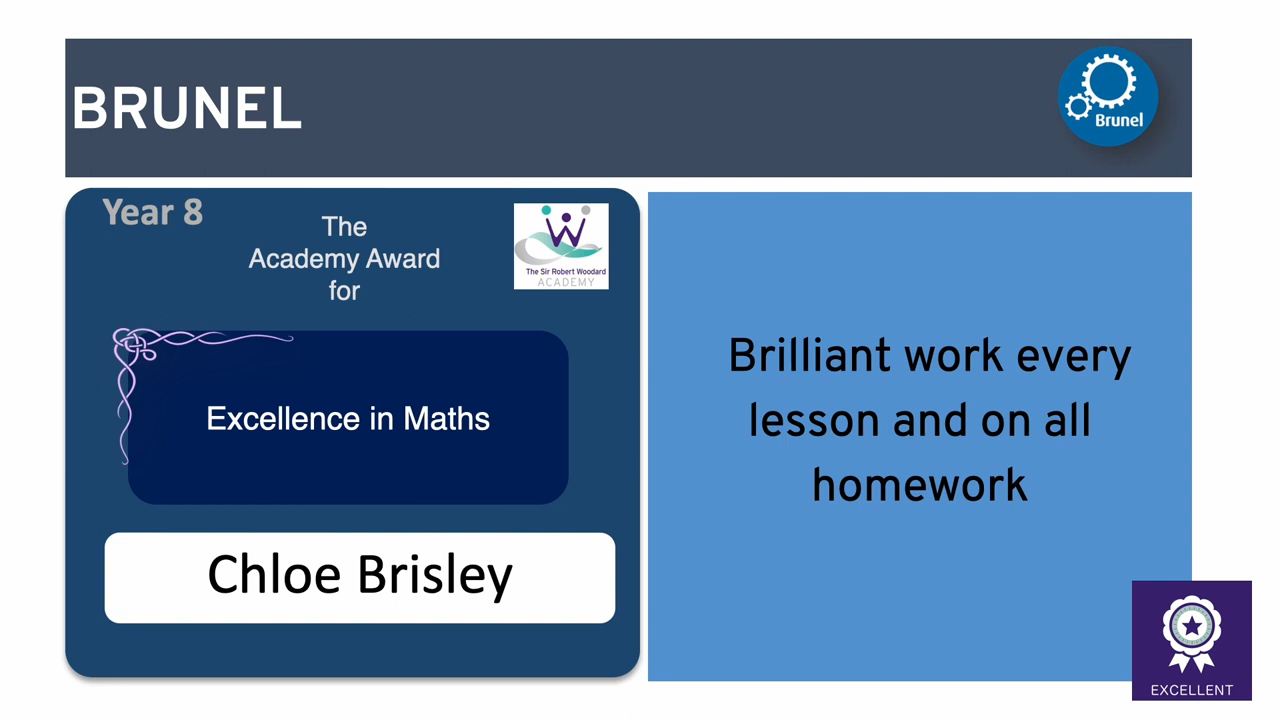 BRUNEL
Brunel
Year 8
The
Academy Award
for
The Sir Robert Woodard
ACADEMY
Excellence in Maths
Chloe Brisley
Brilliant work every
lesson and on all
homework
EXCELLENT